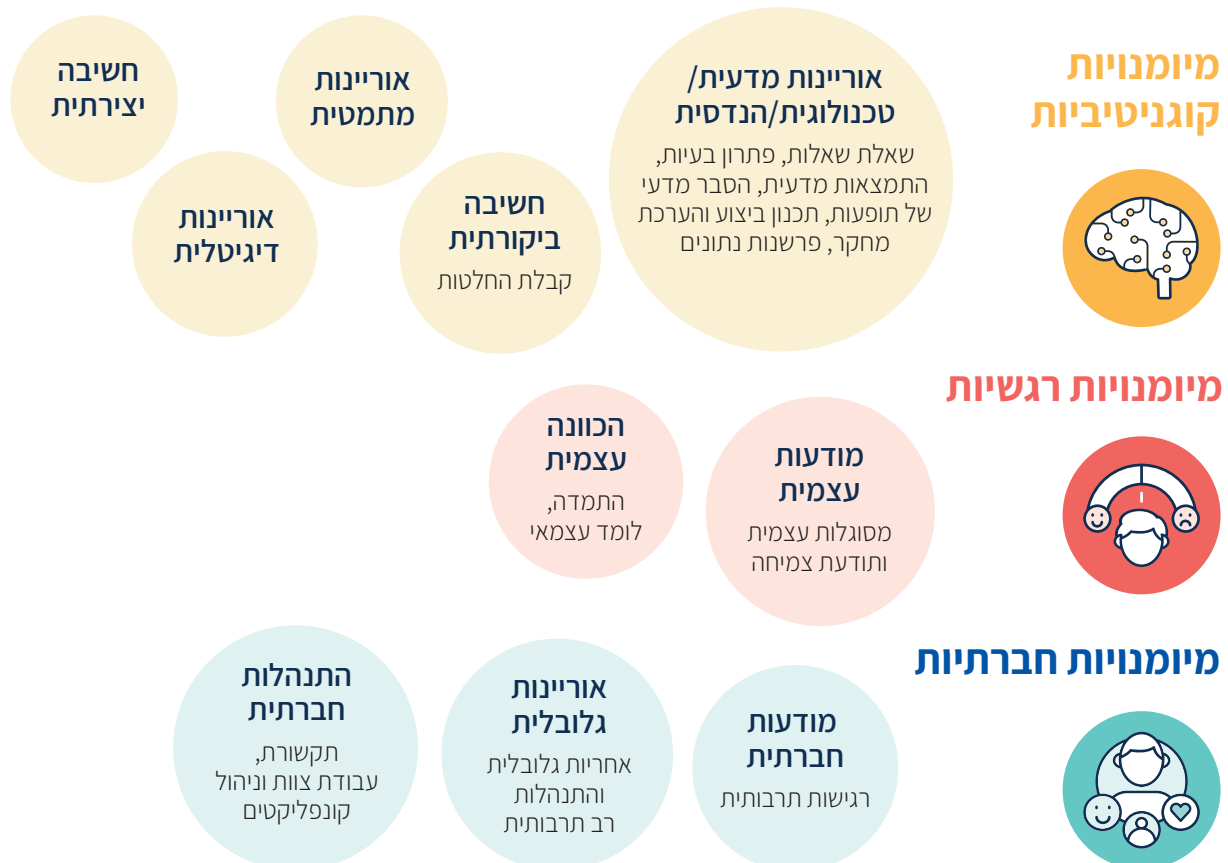 מיומנויות
קוגניטיביות
אוריינות מדעית/
טכנולוגית/הנדסית
שאלת שאלות, פתרון בעיות,
התמצאות מדעית, הסבר מדעי
של תופעות, תכנון ביצוע והערכת
מחקר, פרשנות נתונים
חשיבה
ביקורתית
קבלת החלטות
אוריינות
מתמטית
אוריינות
דיגיטלית
חשיבה
יצירתית
מיומנויות רגשיות
מודעות
עצמית
מסוגלות עצמית
ותודעת צמיחה
הכוונה
עצמית
התמדה,
לומד עצמאי
מיומנויות חברתיות
מודעות
חברתית
רגישות תרבותית
אוריינות
גלובלית
אחריות גלובלית
והתנהלות
רב תרבותית
התנהלות
חברתית
תקשורת,
עבודת צוות וניהול
קונפליקטים